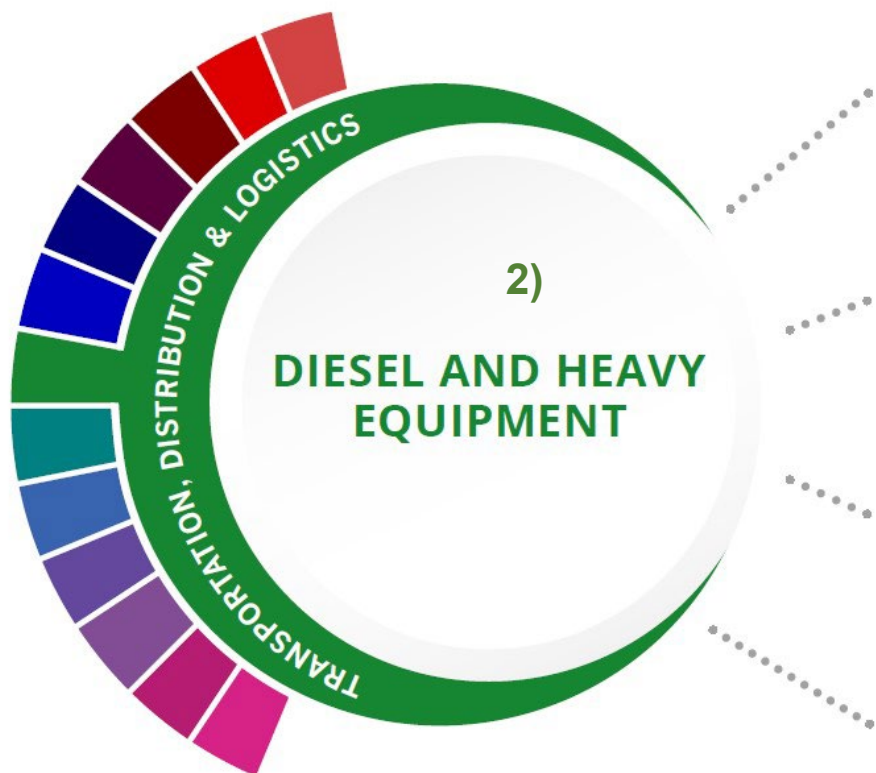 TRANSPORTATION, DISTRIBUTION & LOGISTICS
2)
DIESEL AND HEAVY
EQUIPMENT